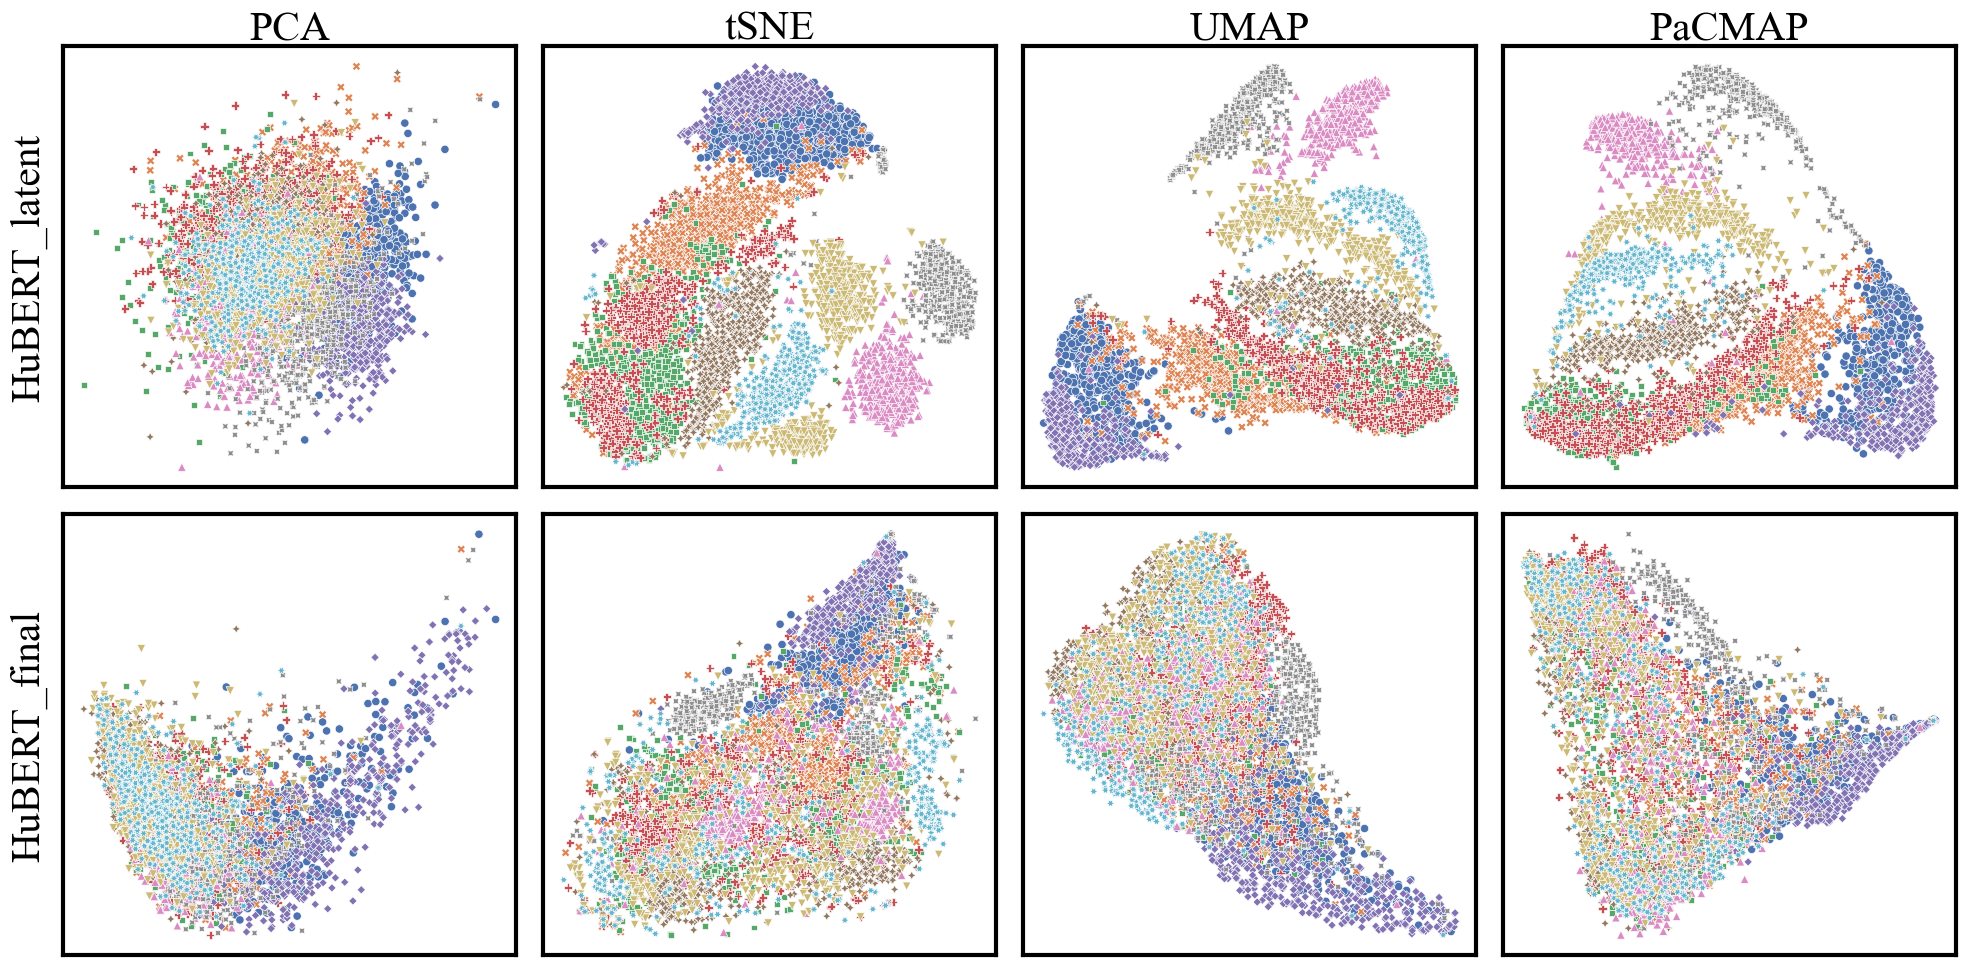 PCA
tSNE
UMAP
PaCMAP
HuBERT_latent
HuBERT_final